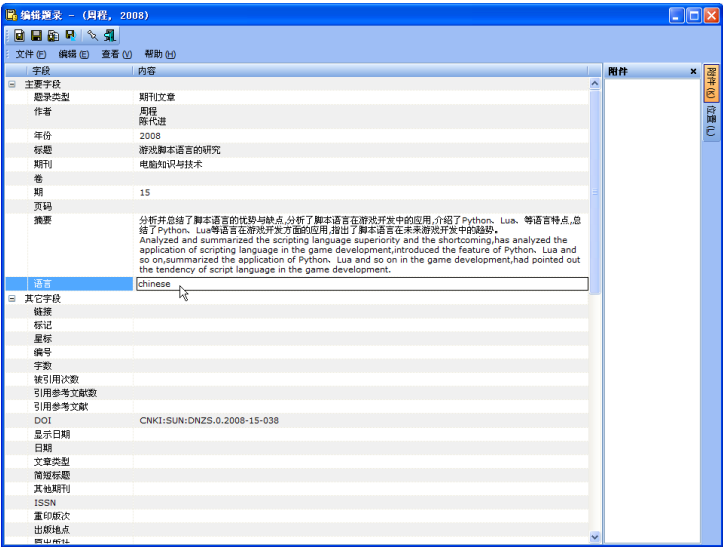 编辑题录 - (周程, 2008)
文件(F) 编辑(E) 查看(V) 帮助(H)
字段 内容
主要字段
题录类型 期刊文章
作者 周程
陈代进
年份 2008
标题 游戏脚本语言的研究
期刊 电脑知识与技术
卷
期 15
页码
摘要 分析并总结了脚本语言的优势与缺点,分析了脚本语言在游戏开发中的应用,介绍了Python、Lua、等语言特点,总
结了Python、Lua等语言在游戏开发方面的应用,指出了脚本语言在未来游戏开发中的趋势。
Analyzed and summarized the scripting language superiority and the shortcoming,has analyzed the
application of scripting language in the game development,introduced the feature of Python、Lua and
so on,summarized the application of Python、Lua and so on in the game development,had pointed out
the tendency of script language in the game development.
语言 chinese
其它字段
链接
标记
星标
编号
字数
被引用次数
引用参考文献数
引用参考文献
DOI CNKI:SUN:DNZS.0.2008-15-038
显示日期
日期
文章类型
简短标题
其他期刊
ISSN
重印版次
出版地点
原出版社
附件
附件(K)
位置(L)